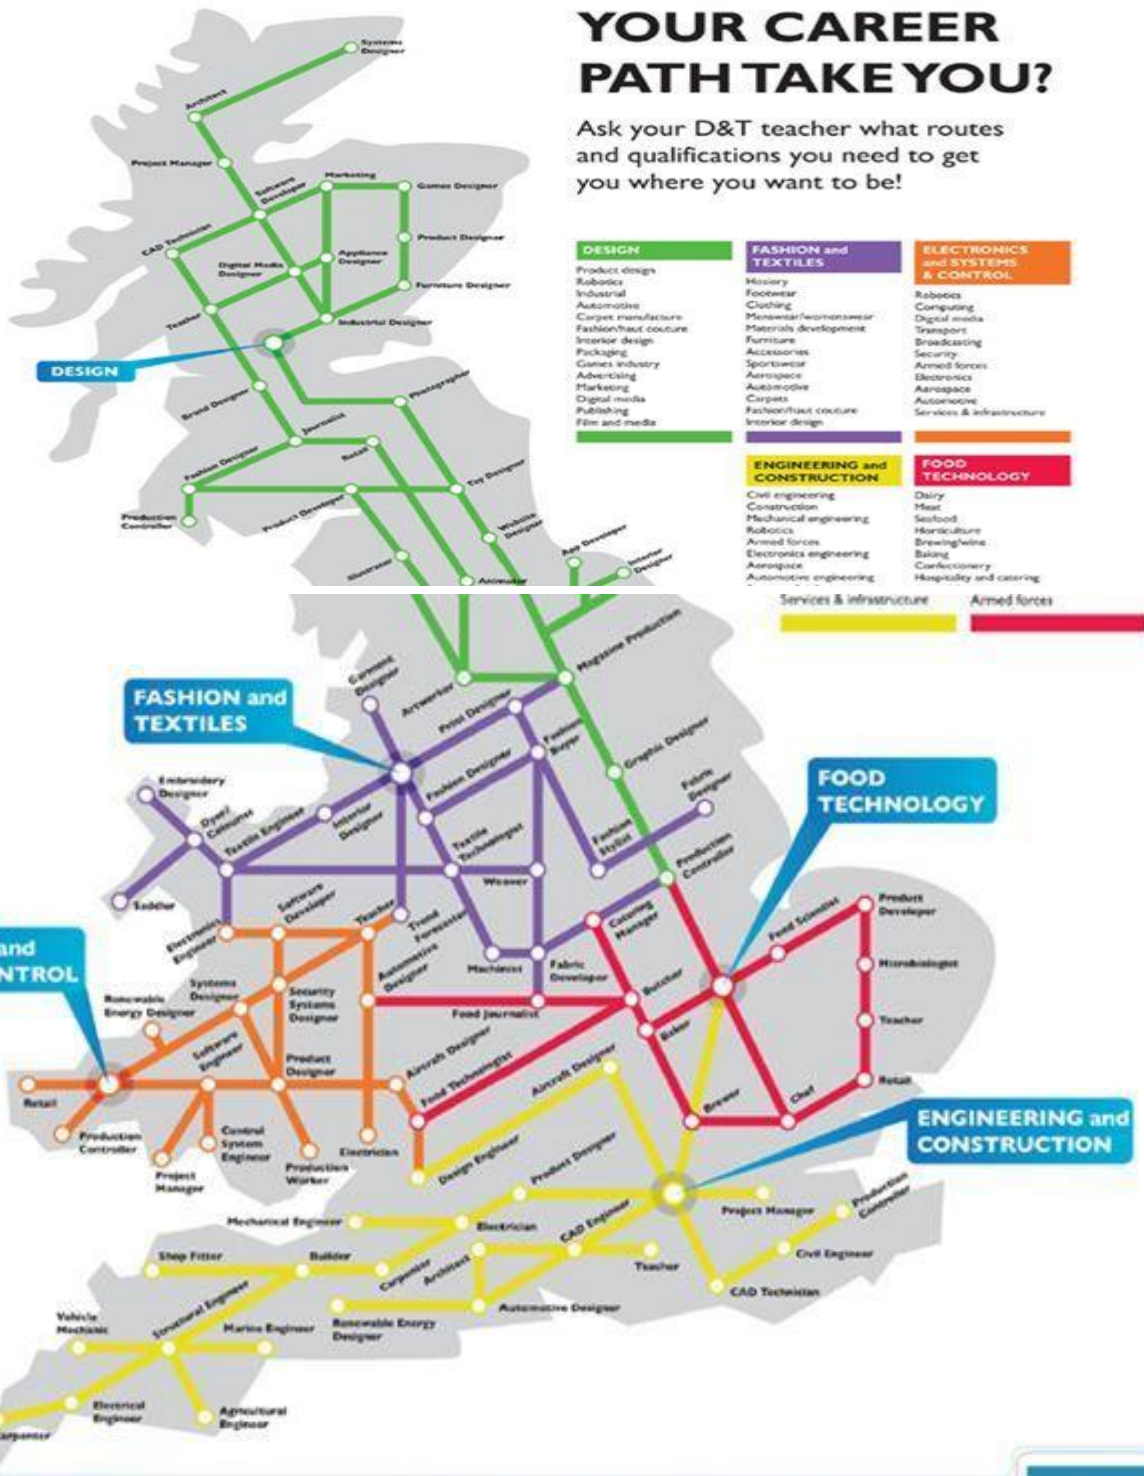 YOUR CAREER
PATH TAKE YOU?
Ask your D&T teacher what routes
and qualifications you need to get
you where you want to be!
DESIGN
Product design
Robotics
Industrial
Automotive
Carpet manufacture
Fashion/haut couture
Interior design
Packaging
Games industry
Advertising
Marketing
Digital media
Publishing
Film and media
FASHION and
TEXTILES
Hosiery
Footwear
Clothing
Menswear/womenswear
Materials development
Furniture
Accessories
Sportswear
Aerospace
Automotive
Carpets
Fashion/haut couture
Interior design
ELECTRONICS
and SYSTEMS
& CONTROL
Robotics
Computing
Digital media
Transport
Broadcasting
Security
Armed forces
Electronics
Aerospace
Automotive
Services & infrastructure
ENGINEERING and
CONSTRUCTION
Civil engineering
Construction
Mechanical engineering
Robotics
Armed forces
Electronics engineering
Aerospace
Automotive engineering
Services & infrastructure
FOOD
TECHNOLOGY
Dairy
Meat
Seafood
Horticulture
Brewing/wine
Baking
Confectionery
Hospitality and catering
Armed forces
Systems
Designer
Architect
Project Manager
Software
Developer
Marketing
Games Designer
CAD Technician
Product Designer
Digital Media
Designer
Appliance
Designer
Furniture Designer
Teacher
Industrial Designer
DESIGN
Brand Designer
Photographer
Journalist
Retail
Fashion Designer
Toy Designer
Production
Controller
Product Developer
Website
Designer
App Developer
Interior
Designer
Illustrator
Animator
Magazine Production
Garment
Designer
Artworker
FASHION and
TEXTILES
Print Designer
Fashion
Buyer
Graphic Designer
Fashion Designer
Embroidery
Designer
Dyer/
Colourist
Textile Engineer
Interior
Designer
Textile
Technologist
Fashion
Stylist
Fabric
Designer
FOOD
TECHNOLOGY
Weaver
Production
Controller
Saddler
Software
Developer
Teacher
Trend
Forecaster
Catering
Manager
Food Scientist
Product
Developer
Electronics
Engineer
and
NTROL
Automotive
Designer
Machinist
Fabric
Developer
Butcher
Microbiologist
Renewable
Energy Designer
Systems
Designer
Security
Systems
Designer
Food Journalist
Baker
Teacher
Software
Engineer
Product
Designer
Aircraft Designer
Food Technologist
Aircraft Designer
Brewer
Chef
Retail
Retail
Production
Controller
Project
Manager
Control
System
Engineer
Production
Worker
Electrician
Design Engineer
ENGINEERING and
CONSTRUCTION
Product Designer
Mechanical Engineer
Electrician
CAD Engineer
Project Manager
Production
Controller
Shop Fitter
Builder
Carpenter
Architect
Teacher
Civil Engineer
CAD Technician
Structural Engineer
Vehicle
Mechanic
Marine Engineer
Renewable Energy
Designer
Automotive Designer
Electrical
Engineer
Agricultural
Engineer
arpenter